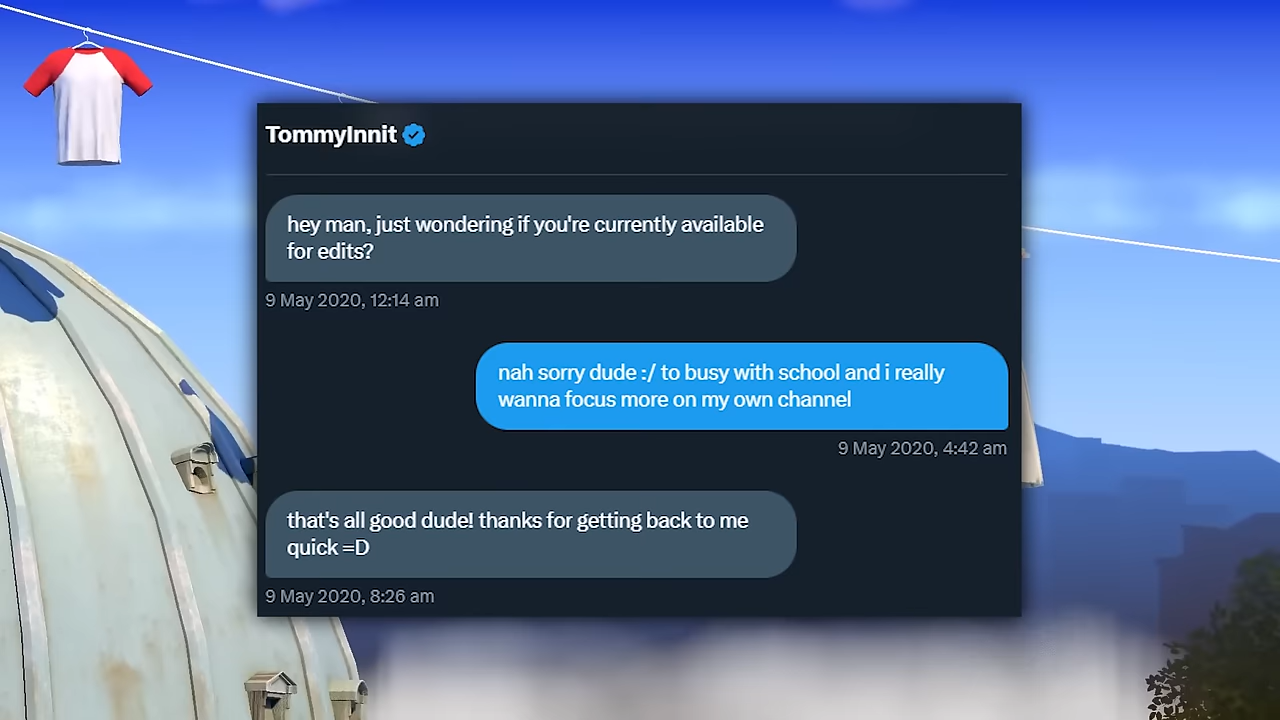 TommyInnit
hey man, just wondering if you're currently available
for edits?
9 May 2020, 12:14 am
nah sorry dude :/ to busy with school and i really
wanna focus more on my own channel
9 May 2020, 4:42 am
that's all good dude! thanks for getting back to me
quick =D
9 May 2020, 8:26 am